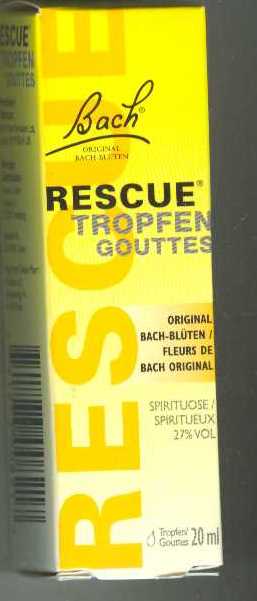 Bach®
ORIGINAL
BACH-BLÜTEN
RESCUE®
TROPFEN
GOUTTES
ORIGINAL
BACH-BLÜTEN /
FLEURS DE
BACH ORIGINAL
SPIRITUOSE /
SPIRITUEUX
27% VOL
Tropfen/
Gouttes 20 ml
RESCUE
RESCUE®
TROPFEN
GOUTTES